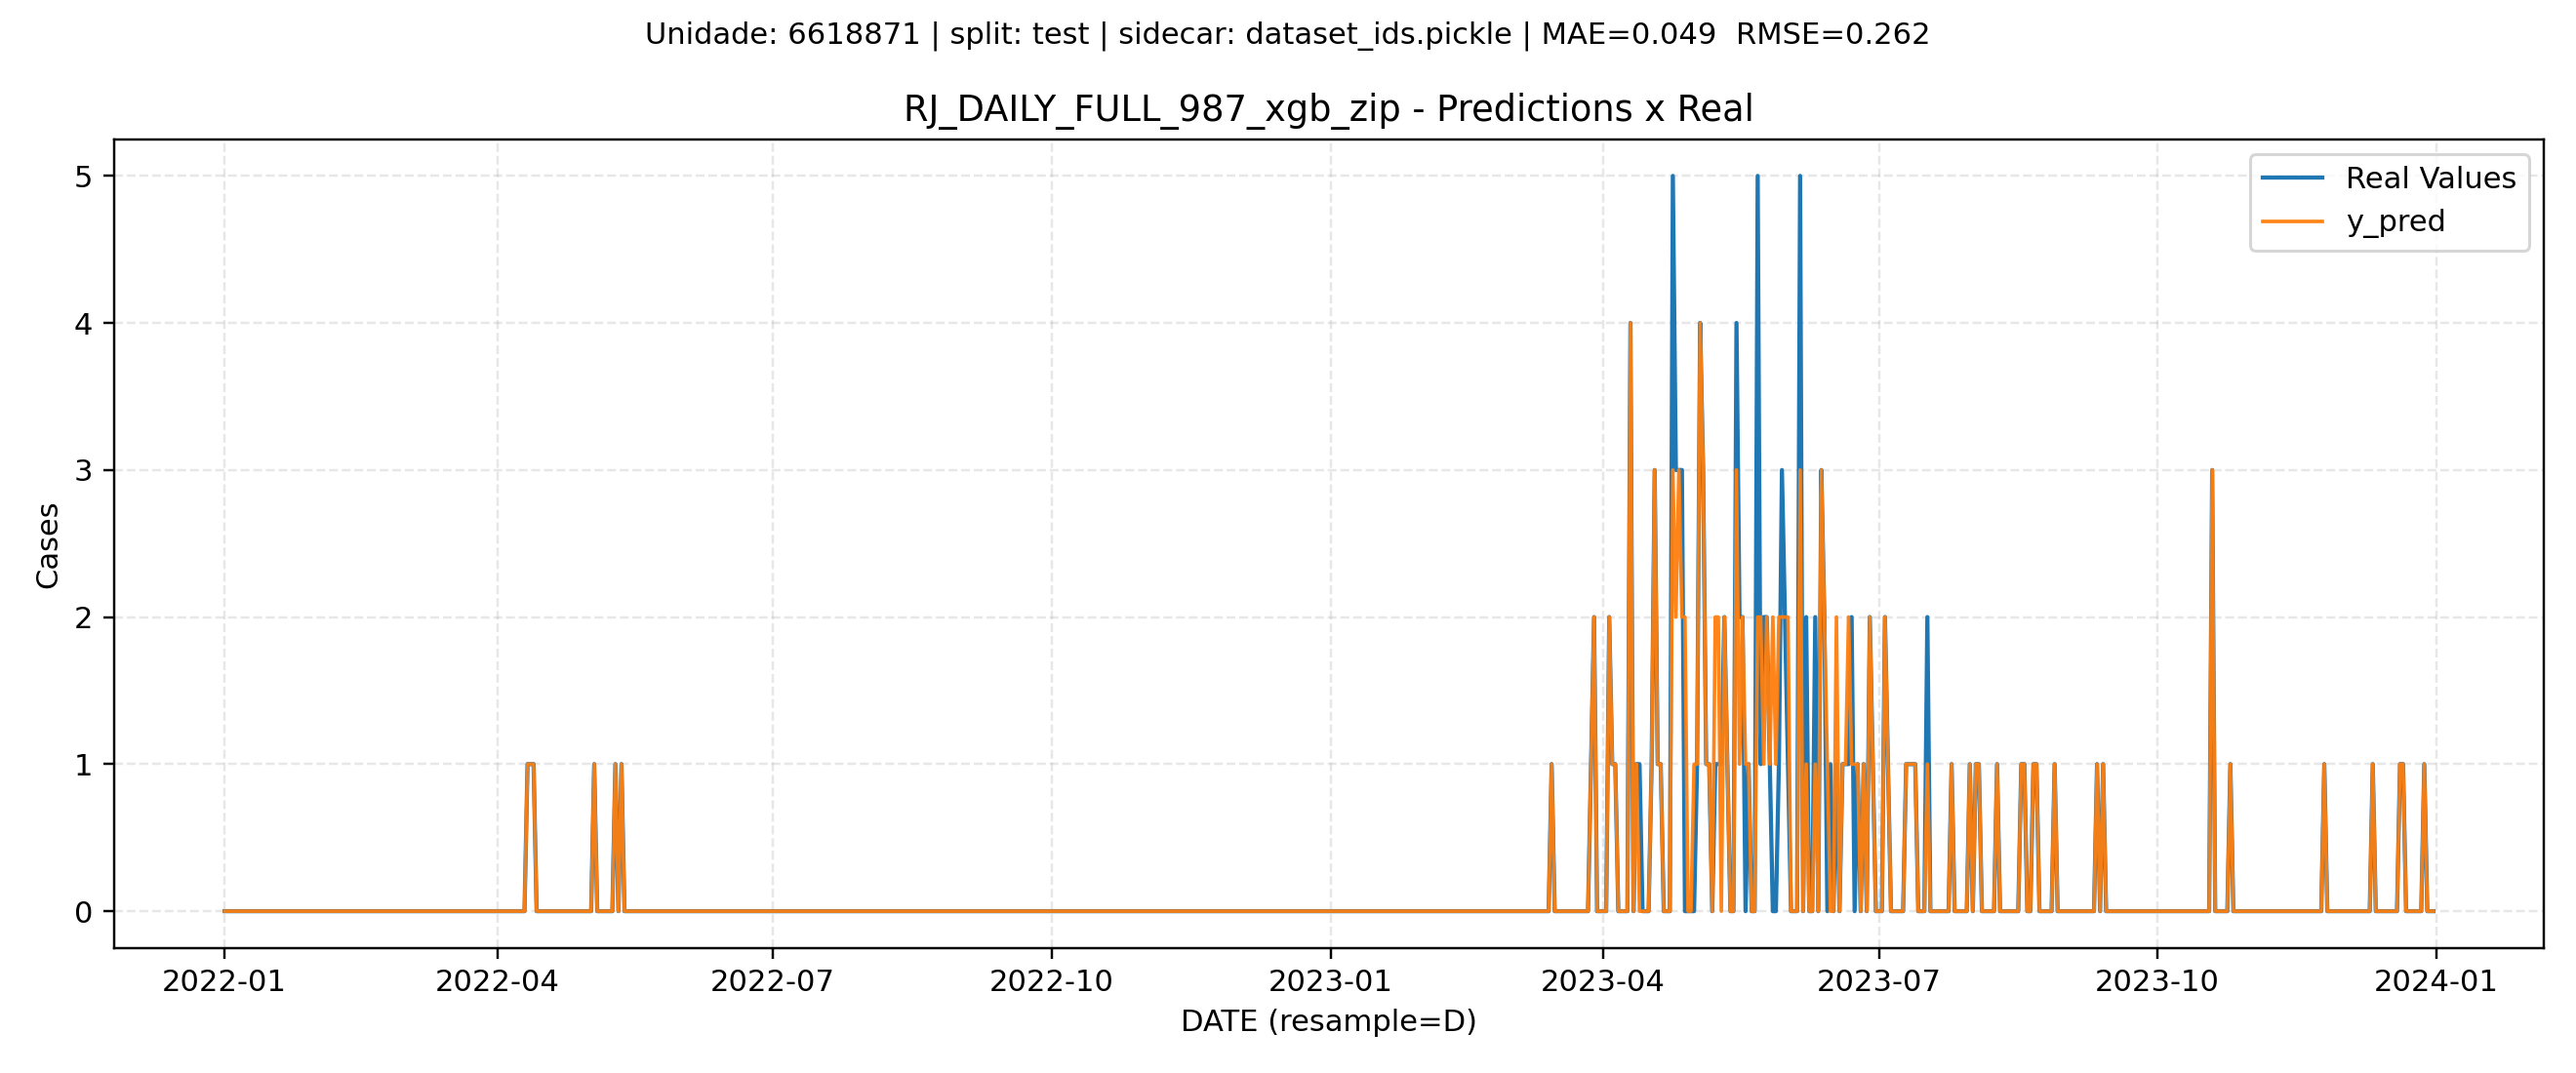 Unidade: 6618871 | split: test | sidecar: dataset_ids.pickle | MAE=0.049  RMSE=0.262
RJ_DAILY_FULL_987_xgb_zip - Predictions x Real
Real Values
y_pred
5
4
3
2
1
0
Cases
2022-01
2022-04
2022-07
2022-10
2023-01
2023-04
2023-07
2023-10
2024-01
DATE (resample=D)